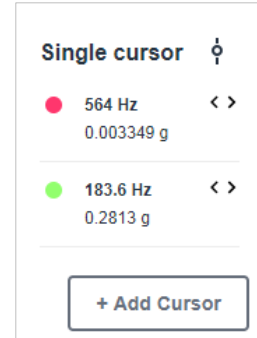 Single cursor
564 Hz
0.003349 g
183.6 Hz
0.2813 g
+ Add Cursor